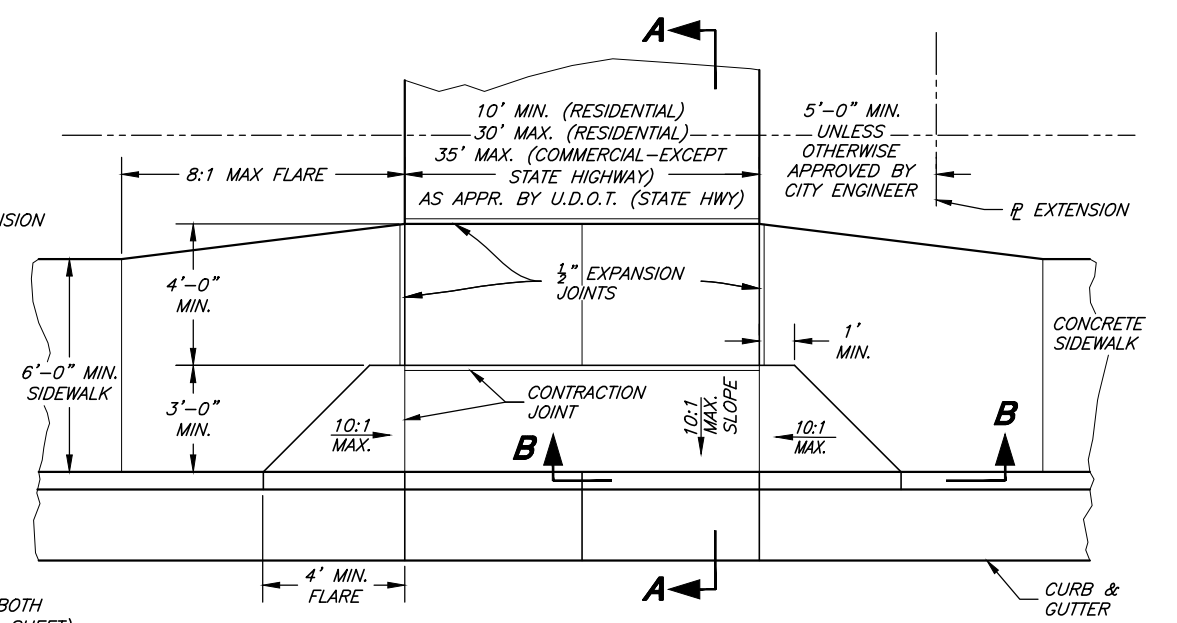 A
10' MIN. (RESIDENTIAL)
30' MAX. (RESIDENTIAL)
35' MAX. (COMMERCIAL-EXCEPT
STATE HIGHWAY)
AS APPR. BY U.D.O.T. (STATE HWY)
5'-0" MIN.
UNLESS
OTHERWISE
APPROVED BY
CITY ENGINEER
8:1 MAX FLARE
PL EXTENSION
4'-0"
MIN.
1/2" EXPANSION
JOINTS
1'
MIN.
CONCRETE
SIDEWALK
6'-0" MIN.
SIDEWALK
3'-0"
MIN.
CONTRACTION
JOINT
10:1
MAX.
10:1
MAX.
SLOPE
10:1
MAX.
B
B
4' MIN.
FLARE
A
CURB &
GUTTER
BOTH
SHEET)